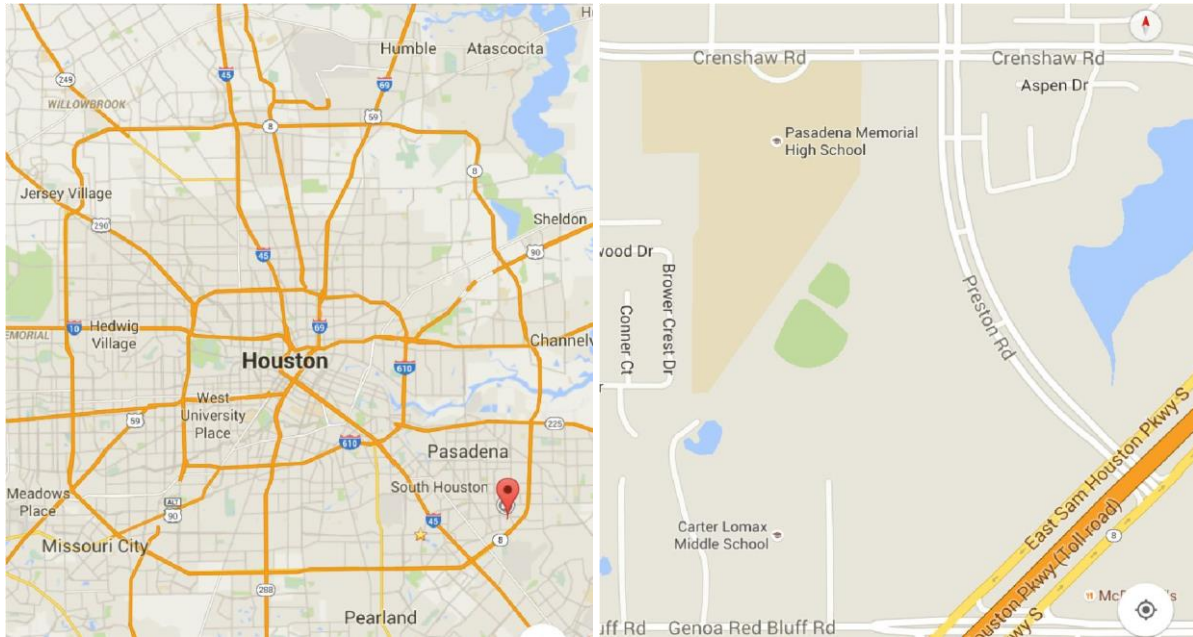 Humble
Atascocita
45
69
249
WILLOWBROOK
59
8
8
Jersey Village
Sheldon
290
90
45
10
Hedwig
Village
69
Channelv
EMORIAL
Houston
610
West
University
Place
59
225
610
Pasadena
South Houston
Meadows
Place
ALT
90
45
8
Missouri City
288
Pearland
Crenshaw Rd
Crenshaw Rd
Aspen Dr
Pasadena Memorial
High School
wood Dr
Brower Crest Dr
Conner Ct
Preston Rd
East Sam Houston Pkwy S
Houston Pkwy (Toll road)
8
Carter Lomax
Middle School
uff Rd
Genoa Red Bluff Rd